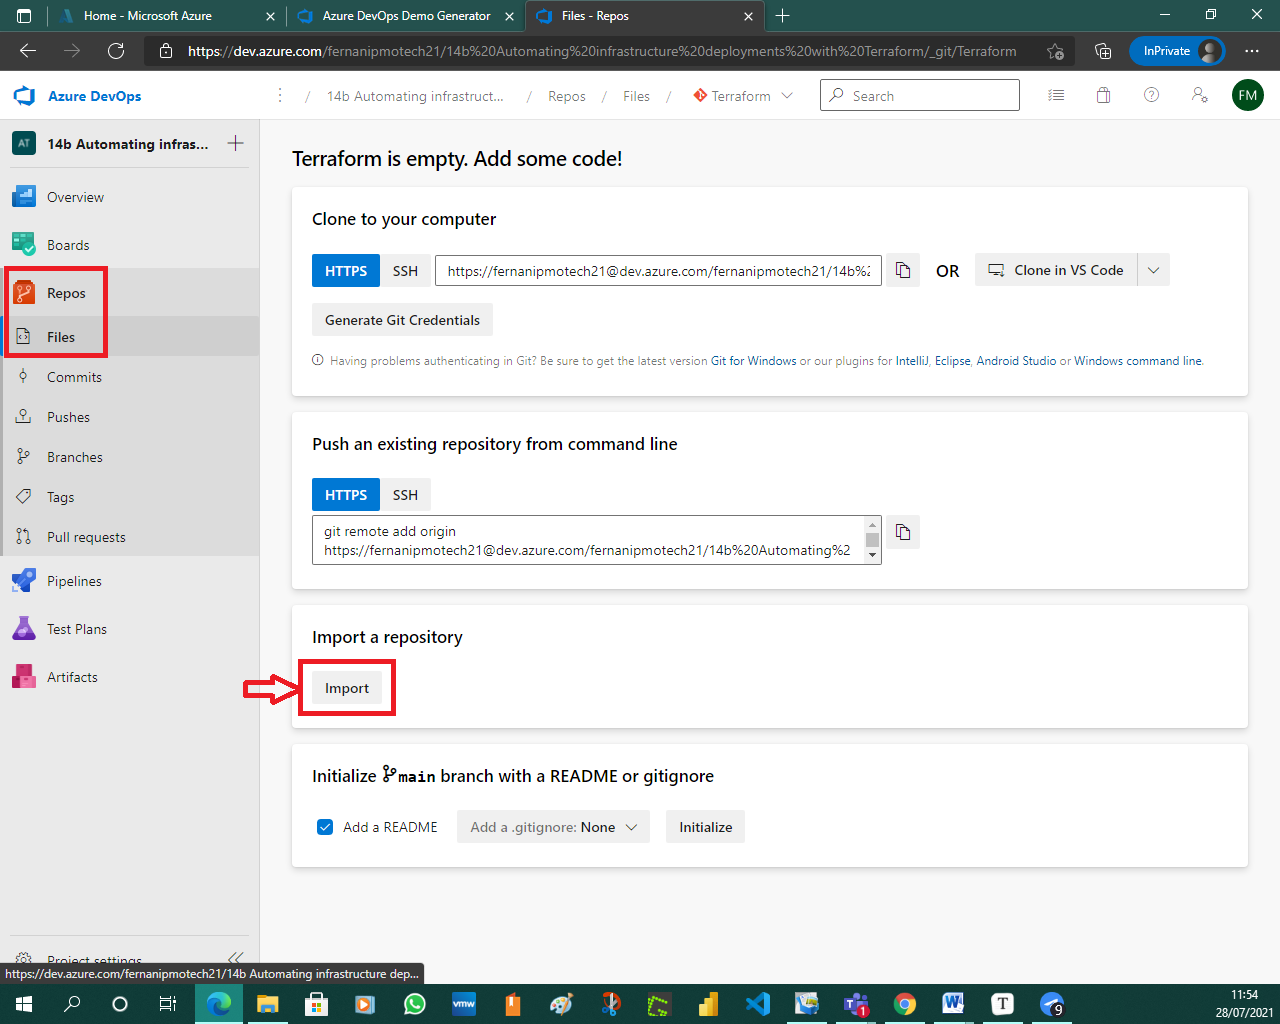 Home - Microsoft Azure
Azure DevOps Demo Generator
Files - Repos
https://dev.azure.com/fernanipmotech21/14b%20Automating%20infrastructure%20deployments%20with%20Terraform/_git/Terraform
InPrivate
Azure DevOps
/ 14b Automating infrastruct... / Repos / Files / Terraform
Search
FM
AT
14b Automating infras...
Overview
Boards
Repos
Files
Commits
Pushes
Branches
Tags
Pull requests
Pipelines
Test Plans
Artifacts
Project settings
Terraform is empty. Add some code!
Clone to your computer
HTTPS SSH https://fernanipmotech21@dev.azure.com/fernanipmotech21/14b%2 OR Clone in VS Code
Generate Git Credentials
Having problems authenticating in Git? Be sure to get the latest version Git for Windows or our plugins for IntelliJ, Eclipse, Android Studio or Windows command line.
Push an existing repository from command line
HTTPS SSH
git remote add origin
https://fernanipmotech21@dev.azure.com/fernanipmotech21/14b%20Automating%2
Import a repository
Import
Initialize main branch with a README or gitignore
Add a README Add a .gitignore: None Initialize
https://dev.azure.com/fernanipmotech21/14b Automating infrastructure dep...
vmw
W
T
1
9
11:54
28/07/2021